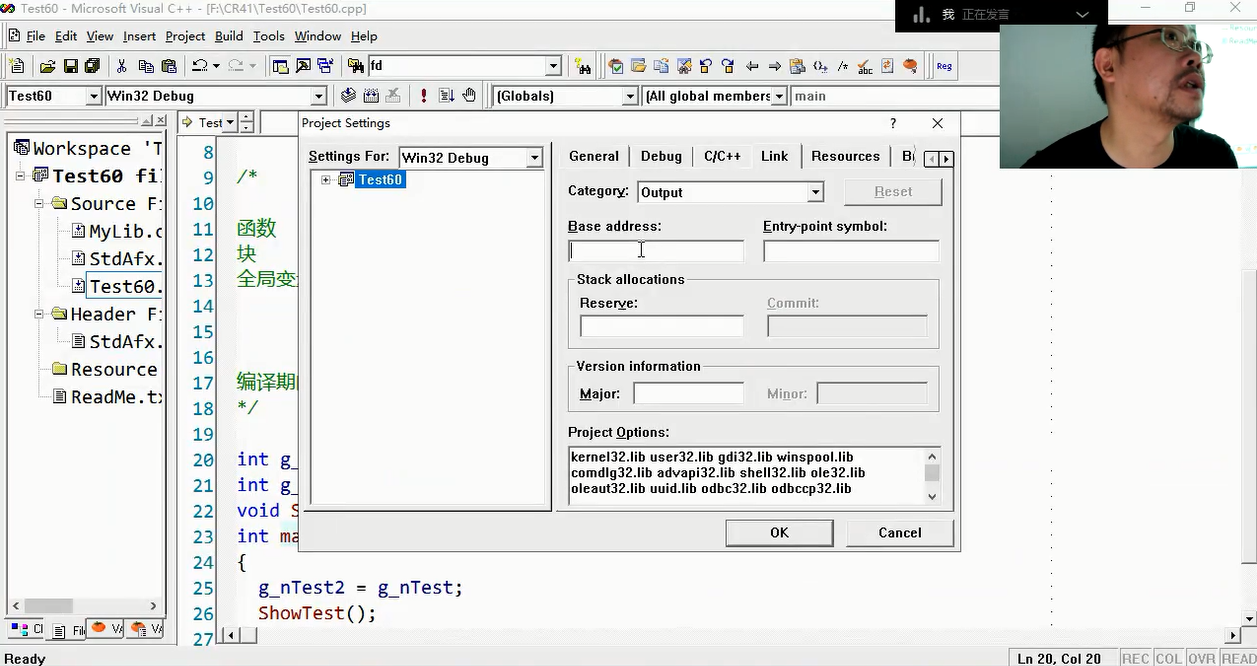 Test60 - Microsoft Visual C++ - [F:\CR41\Test60\Test60.cpp]
我 正在发言
File Edit View Insert Project Build Tools Window Help
fd
Reg
Test60 Win32 Debug (Globals) (All global members main
Workspace 'T
Test60 fil
Source F
MyLib.c
StdAfx.
Test60.
Header F
StdAfx.
Resource
ReadMe.tx
Test
8
9 /*
10
11 函数
12 块
13 全局变
14
15
16
17 编译期
18 */
19
20 int g_
21 int g_
22 void S
23 int ma
24 {
25 g_nTest2 = g_nTest;
26 ShowTest();
27
Project Settings
Settings For: Win32 Debug
Test60
General Debug C/C++ Link Resources
Category: Output Reset
Base address: Entry-point symbol:
Stack allocations
Reserve: Commit:
Version information
Major: Minor:
Project Options:
kernel32.lib user32.lib gdi32.lib winspool.lib
comdlg32.lib advapi32.lib shell32.lib ole32.lib
oleaut32.lib uuid.lib odbc32.lib odbccp32.lib
OK Cancel
Ready Ln 20, Col 20 REC COL OVR READ